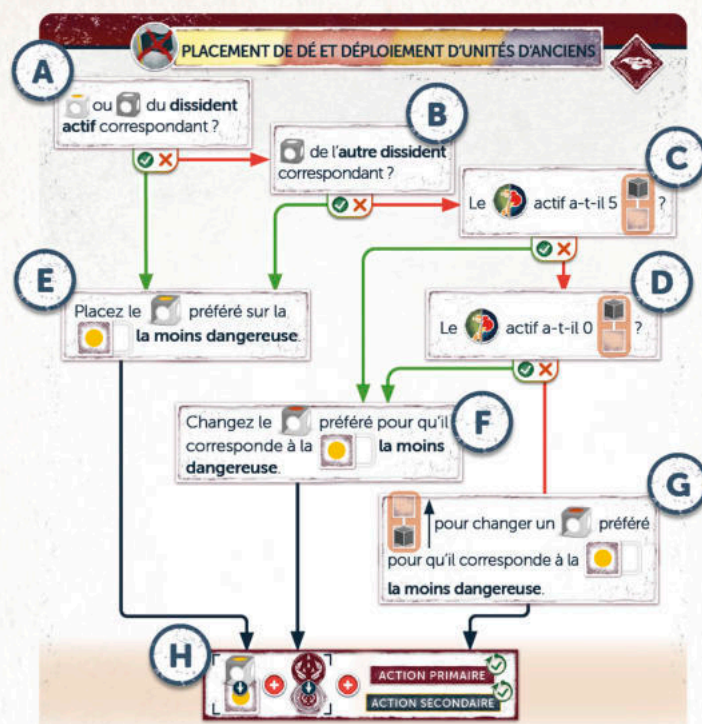 PLACEMENT DE DÉ ET DÉPLOIEMENT D'UNITÉS D'ANCIENS
A
ou du dissident
actif correspondant ?
B
de l'autre dissident
correspondant ?
C
Le actif a-t-il 5 ?
E
Placez le préféré sur la
la moins dangereuse.
D
Le actif a-t-il 0 ?
F
Changez le préféré pour qu'il
corresponde à la la moins
dangereuse.
G
pour changer un préféré
pour qu'il corresponde à la
la moins dangereuse.
H
ACTION PRIMAIRE
ACTION SECONDAIRE